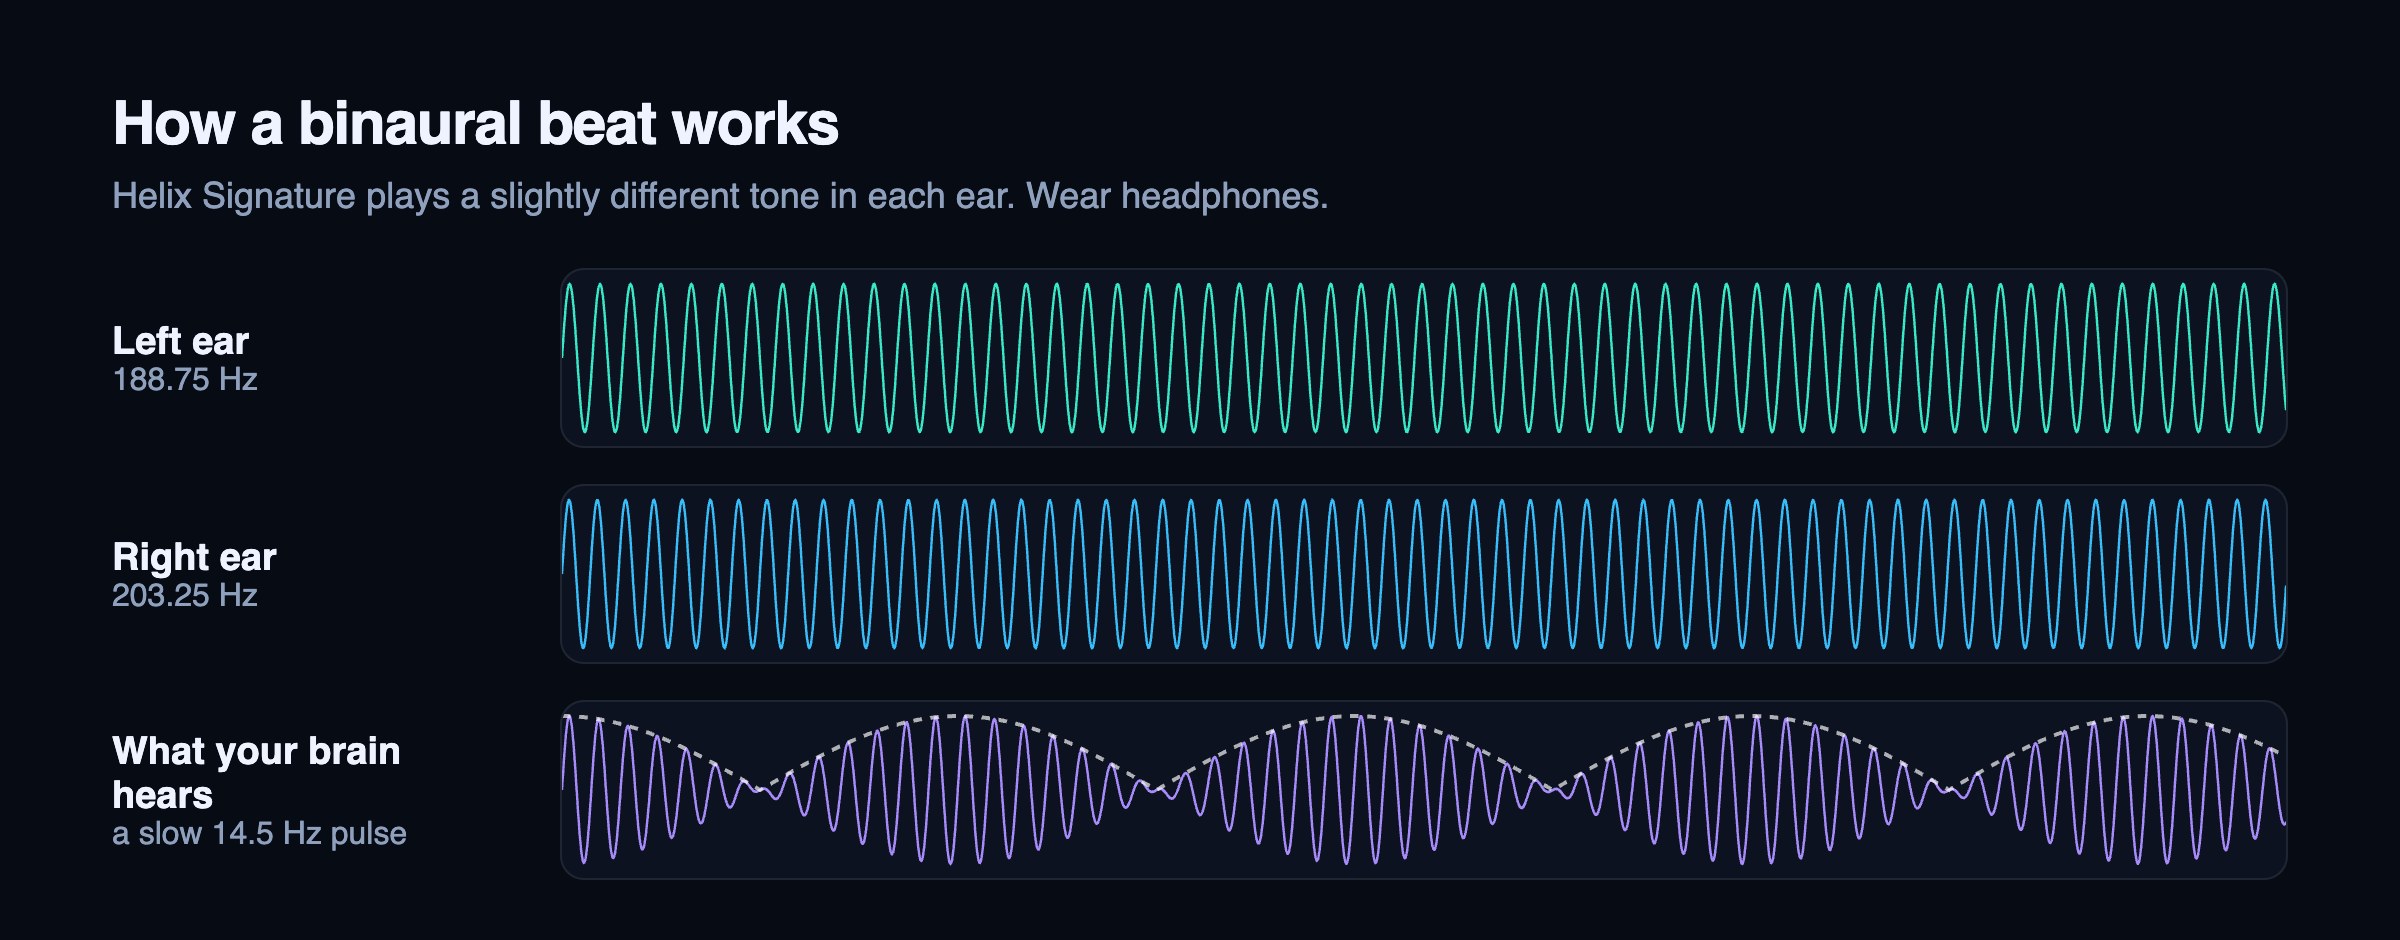 How a binaural beat works
Helix Signature plays a slightly different tone in each ear. Wear headphones.
Left ear
188.75 Hz
Right ear
203.25 Hz
What your brain
hears
a slow 14.5 Hz pulse